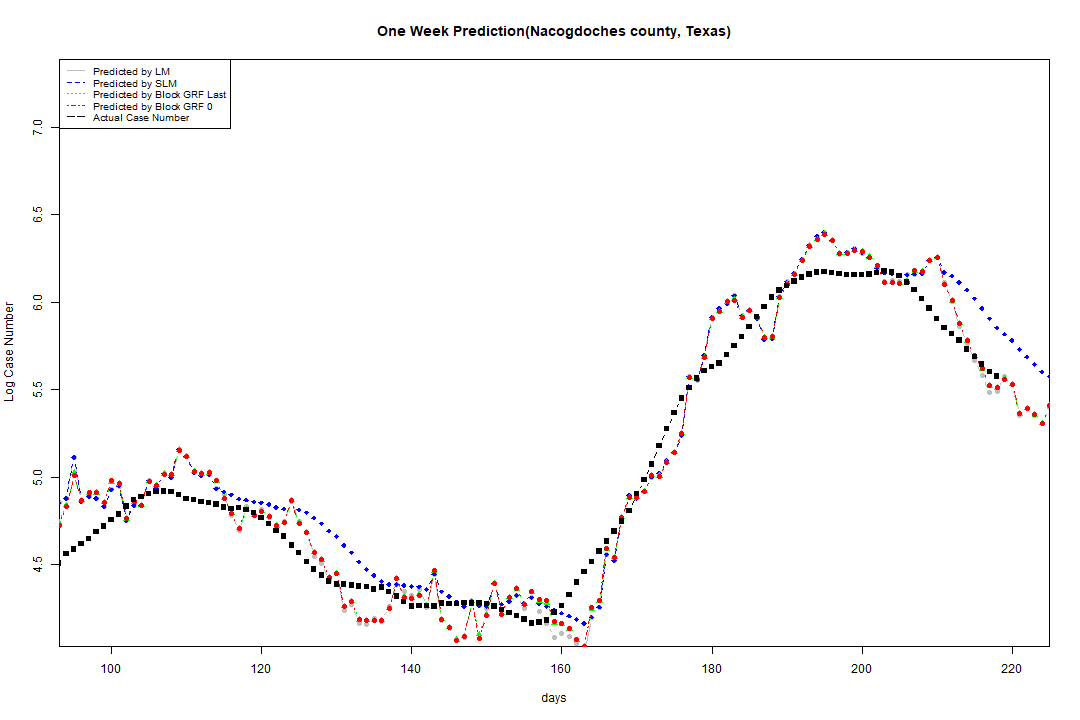 One Week Prediction(Nacogdoches county, Texas)
Predicted by LM
Predicted by SLM
Predicted by Block GRF Last
Predicted by Block GRF 0
Actual Case Number
7.0
6.5
6.0
5.5
5.0
4.5
Log Case Number
100 120 140 160 180 200 220
days